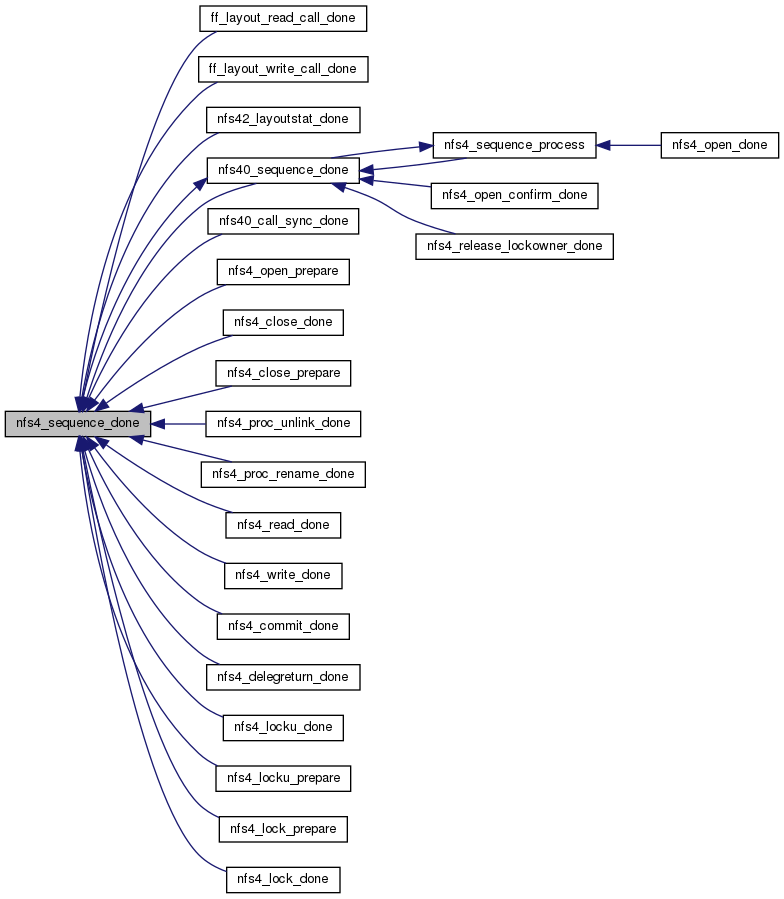 ff_layout_read_call_done
ff_layout_write_call_done
nfs42_layoutstat_done
nfs4_sequence_process
nfs4_open_done
nfs40_sequence_done
nfs4_open_confirm_done
nfs40_call_sync_done
nfs4_release_lockowner_done
nfs4_open_prepare
nfs4_close_done
nfs4_close_prepare
nfs4_sequence_done
nfs4_proc_unlink_done
nfs4_proc_rename_done
nfs4_read_done
nfs4_write_done
nfs4_commit_done
nfs4_delegreturn_done
nfs4_locku_done
nfs4_locku_prepare
nfs4_lock_prepare
nfs4_lock_done